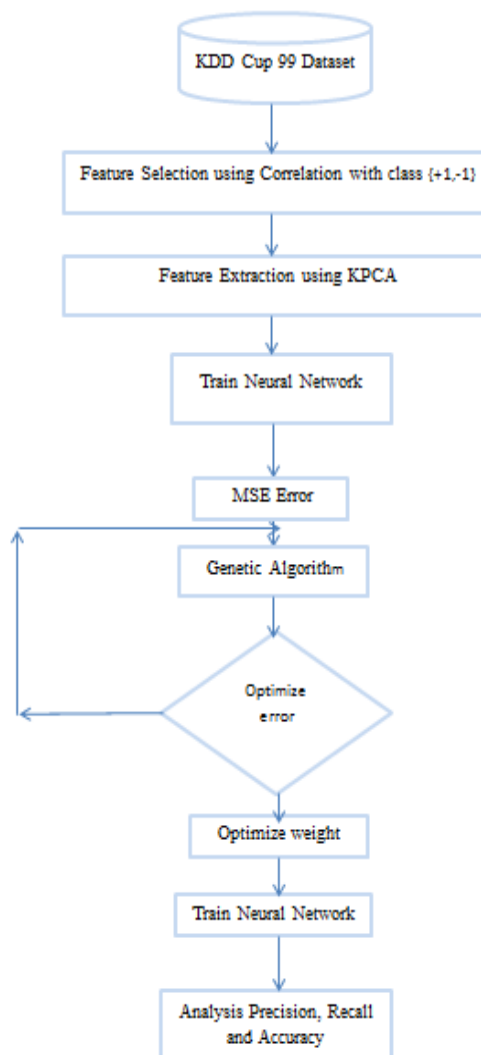 KDD Cup 99 Dataset
Feature Selection using Correlation with class {+1,-1}
Feature Extraction using KPCA
Train Neural Network
MSE Error
Genetic Algorithm
Optimize
error
Optimize weight
Train Neural Network
Analysis Precision, Recall
and Accuracy